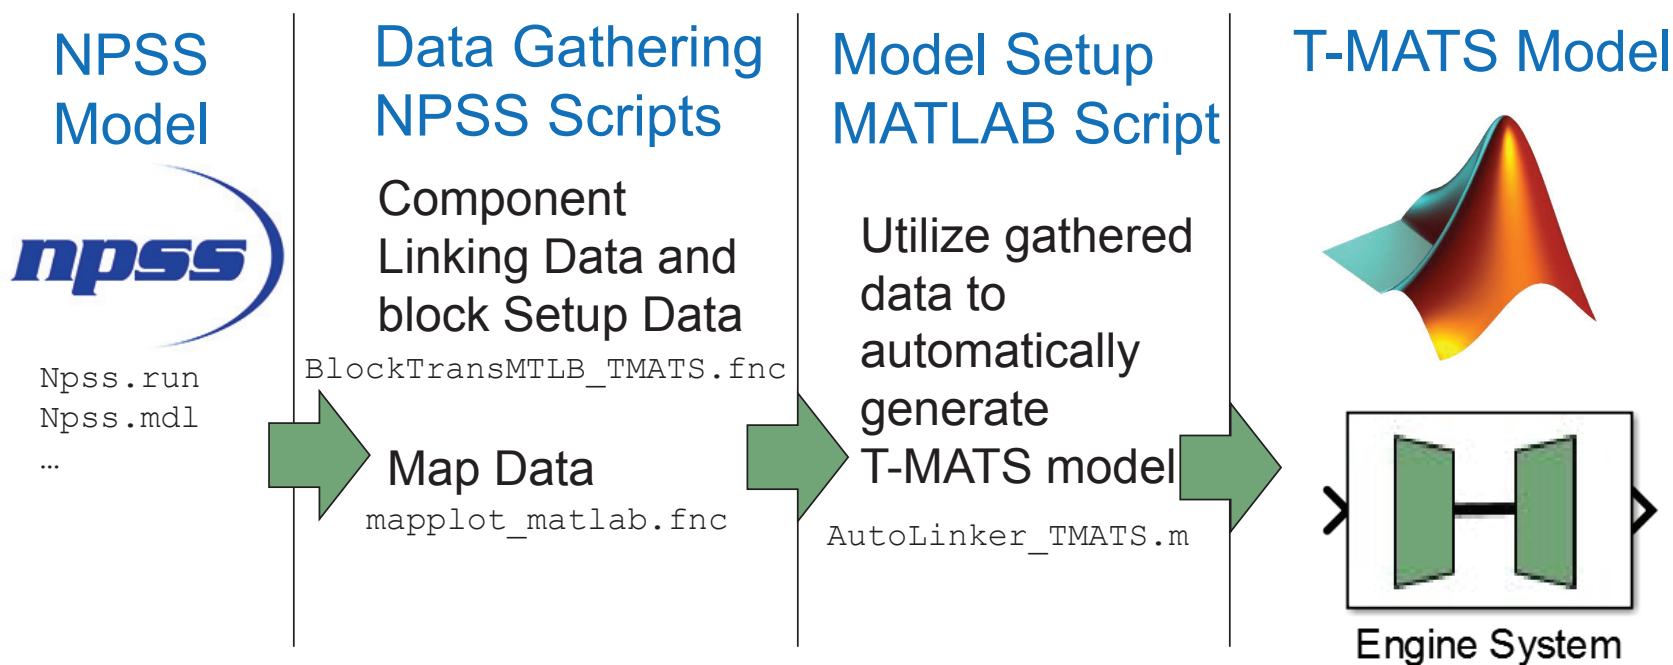 NPSS
Model
npss
Npss.run
Npss.mdl
…
Data Gathering
NPSS Scripts
Component
Linking Data and
block Setup Data
BlockTransMTLB_TMATS.fnc
Map Data
mapplot_matlab.fnc
Model Setup
MATLAB Script
Utilize gathered
data to
automatically
generate
T-MATS model
AutoLinker_TMATS.m
T-MATS Model
Engine System